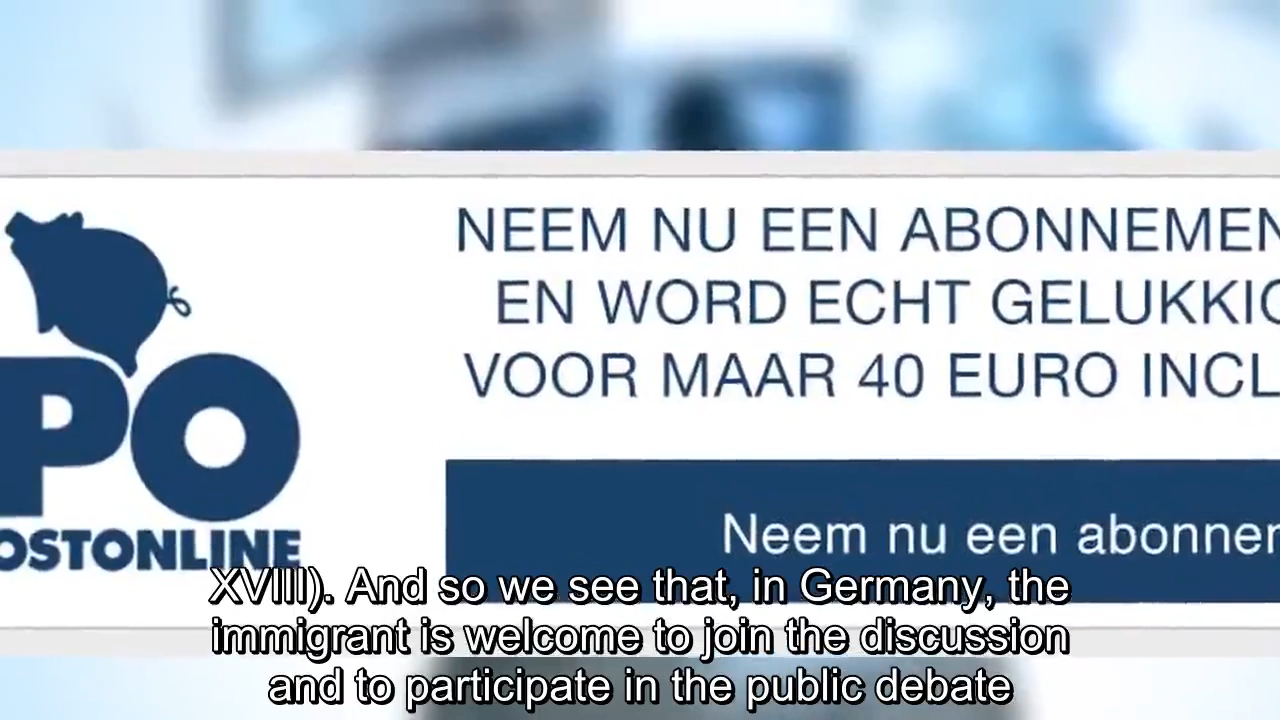 NEEM NU EEN ABONNEMEN
EN WORD ECHT GELUKKIG
VOOR MAAR 40 EURO INCL
PO
OSTONLINE
Neem nu een abonnem
XVIII). And so we see that, in Germany, the
immigrant is welcome to join the discussion
and to participate in the public debate